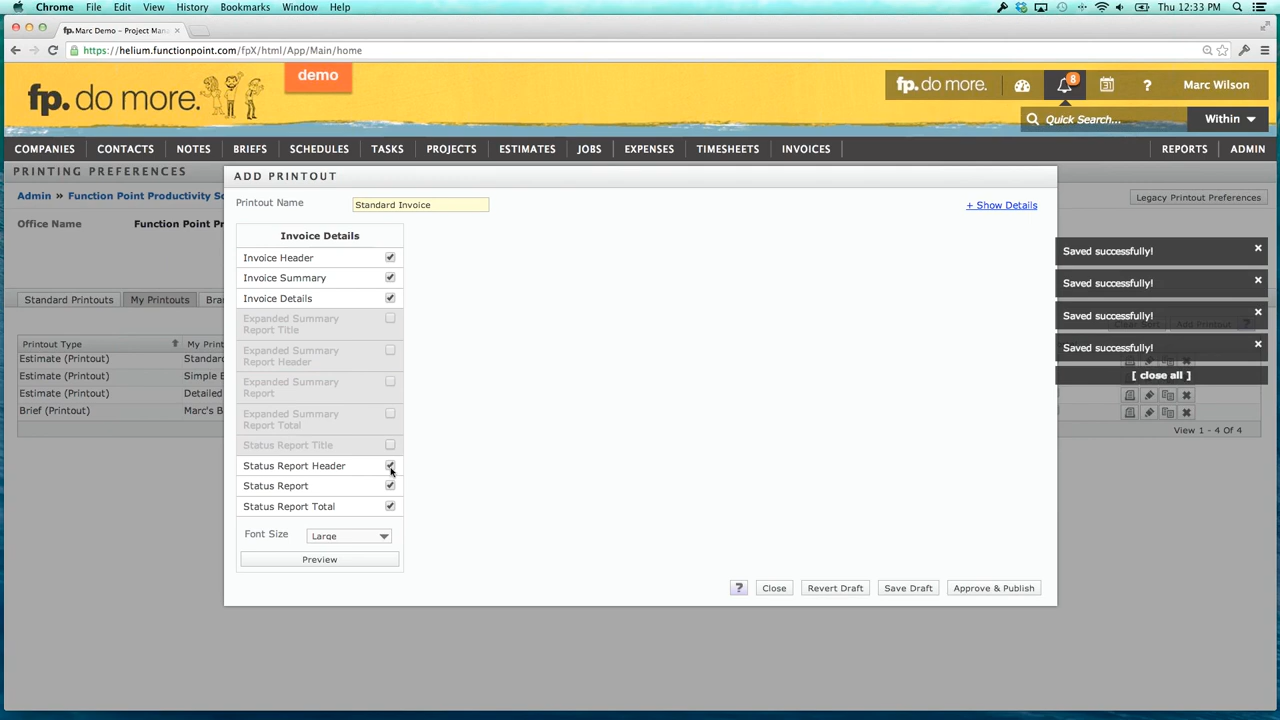 Chrome File Edit View History Bookmarks Window Help Thu 12:33 PM
fp. Marc Demo – Project Man
https://helium.functionpoint.com/fpX/html/App/Main/home
demo
fp. do more.
fp. do more. 8 31 ? Marc Wilson
Quick Search... Within
COMPANIES CONTACTS NOTES BRIEFS SCHEDULES TASKS PROJECTS ESTIMATES JOBS EXPENSES TIMESHEETS INVOICES REPORTS ADMIN
PRINTING PREFERENCES
Admin » Function Point Productivity So
Legacy Printout Preferences
Office Name Function Point Pr
ADD PRINTOUT
Printout Name Standard Invoice + Show Details
Invoice Details
Invoice Header
Invoice Summary
Invoice Details
Expanded Summary
Report Title
Expanded Summary
Report Header
Expanded Summary
Report
Expanded Summary
Report Total
Status Report Title
Status Report Header
Status Report
Status Report Total
Font Size Large
Preview
? Close Revert Draft Save Draft Approve & Publish
Saved successfully!
Saved successfully!
Saved successfully!
Saved successfully!
[ close all ]
Clear Sort Add Printout ?
Standard Printouts My Printouts Bra
Printout Type My Prin
Estimate (Printout) Standar
Estimate (Printout) Simple E
Estimate (Printout) Detailed
Brief (Printout) Marc's B
View 1 - 4 Of 4